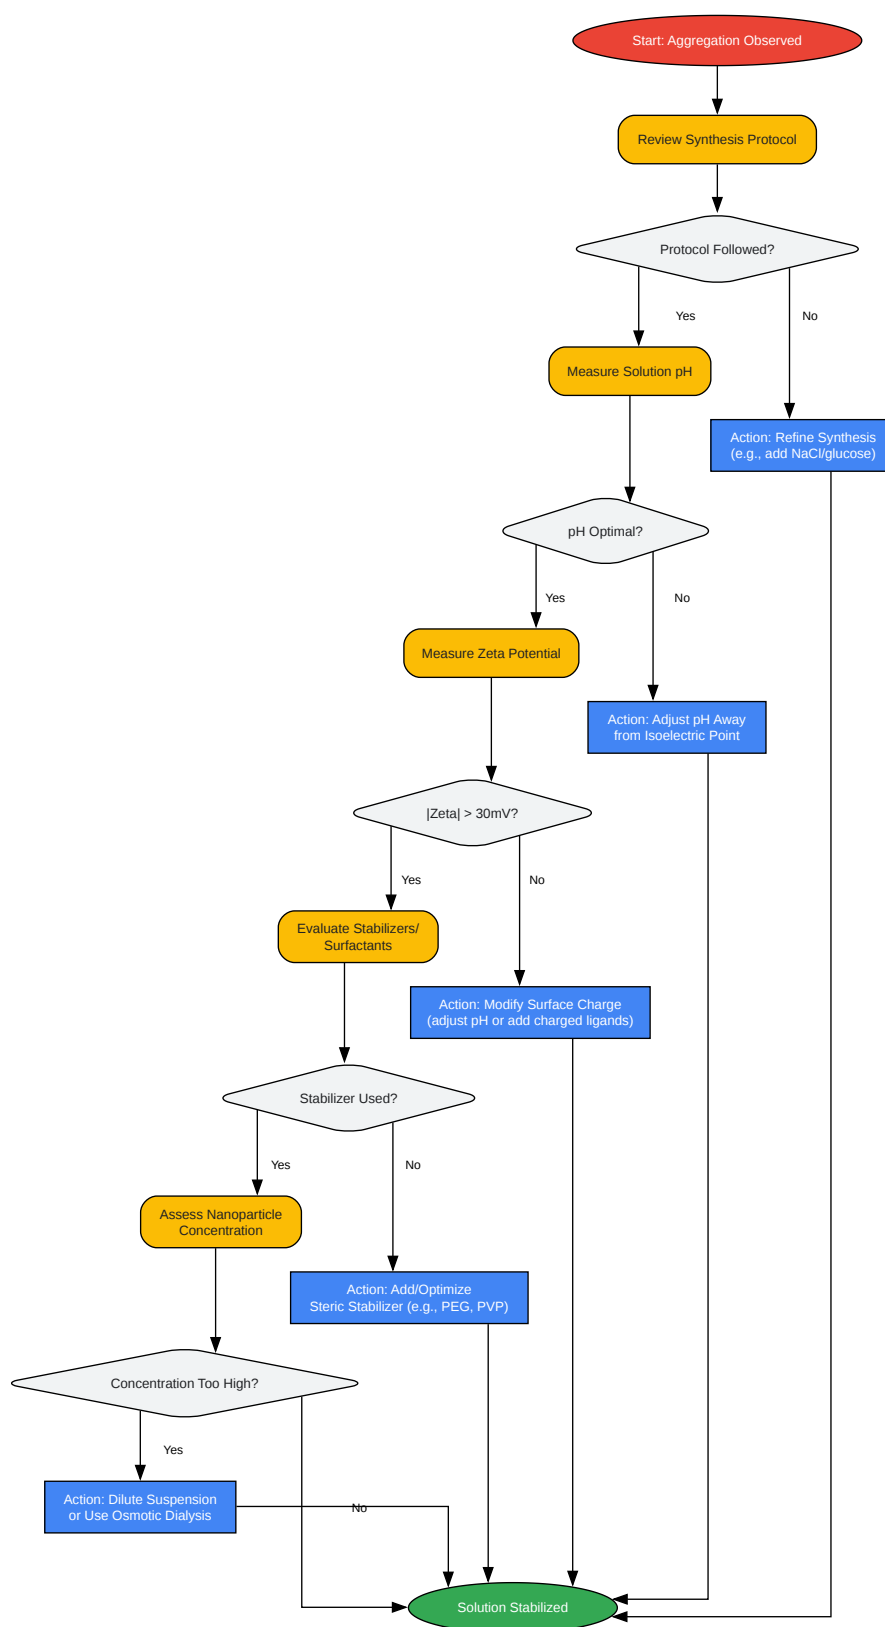 Start: Aggregation Observed
Review Synthesis Protocol
Protocol Followed?
Yes
No
Measure Solution pH
Action: Refine Synthesis
(e.g., add NaCl/glucose)
pH Optimal?
Yes
No
Measure Zeta Potential
Action: Adjust pH Away
from Isoelectric Point
|Zeta| > 30mV?
Yes
No
Evaluate Stabilizers/
Surfactants
Action: Modify Surface Charge
(adjust pH or add charged ligands)
Stabilizer Used?
Yes
No
Assess Nanoparticle
Concentration
Action: Add/Optimize
Steric Stabilizer (e.g., PEG, PVP)
Concentration Too High?
Yes
Action: Dilute Suspension
or Use Osmotic Dialysis
No
Solution Stabilized